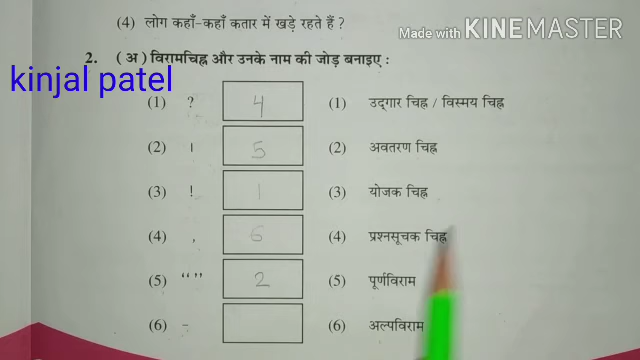 (4) लोग कहाँ-कहाँ कतार में खड़े रहते हैं ?
Made with KINEMASTER
2. (अ) विरामचिह्न और उनके नाम की जोड़ बनाइए :
kinjal patel
(1) ? 4 (1) उद्गार चिह्न / विस्मय चिह्न
(2) । 5 (2) अवतरण चिह्न
(3) ! 1 (3) योजक चिह्न
(4) , 6 (4) प्रश्नसूचक चिह्न
(5) “ ” 2 (5) पूर्णविराम
(6) - (6) अल्पविराम